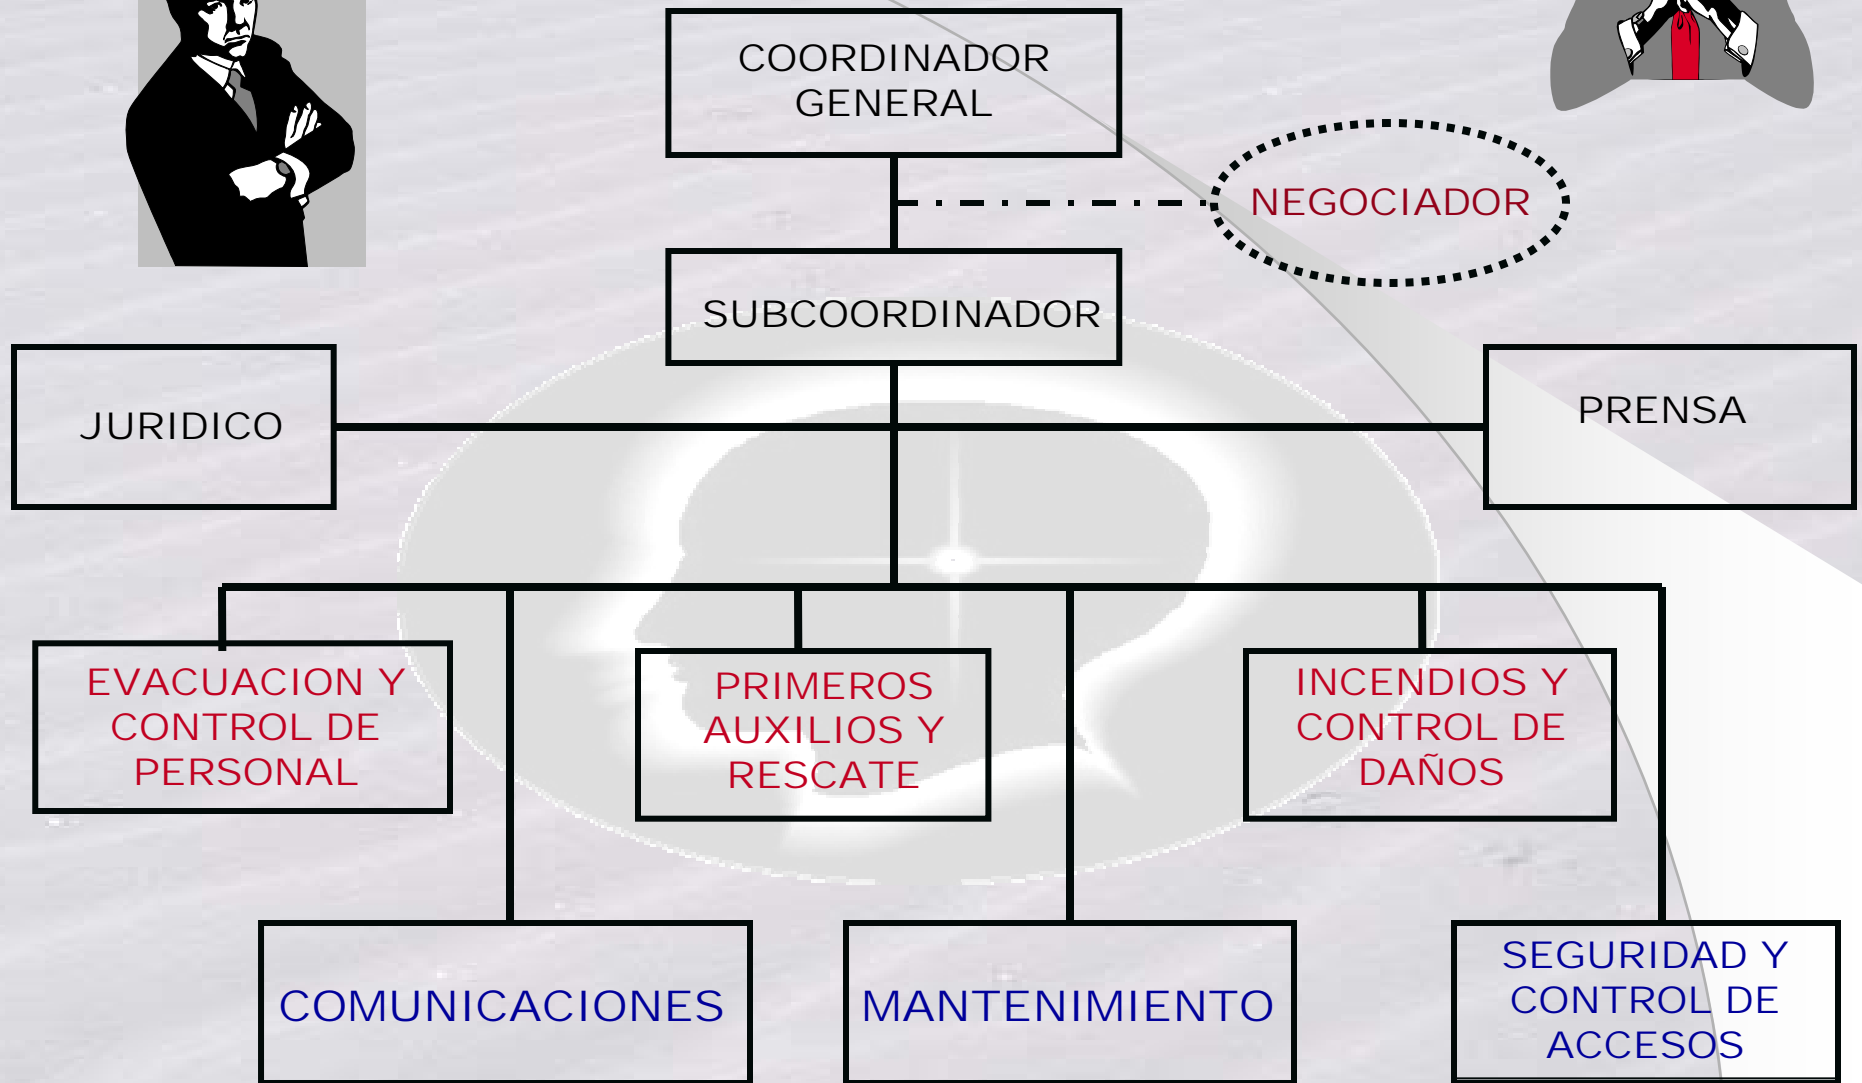 COORDINADOR
GENERAL
NEGOCIADOR
SUBCOORDINADOR
JURIDICO
PRENSA
EVACUACION Y
CONTROL DE
PERSONAL
PRIMEROS
AUXILIOS Y
RESCATE
INCENDIOS Y
CONTROL DE
DAÑOS
COMUNICACIONES
MANTENIMIENTO
SEGURIDAD Y
CONTROL DE
ACCESOS